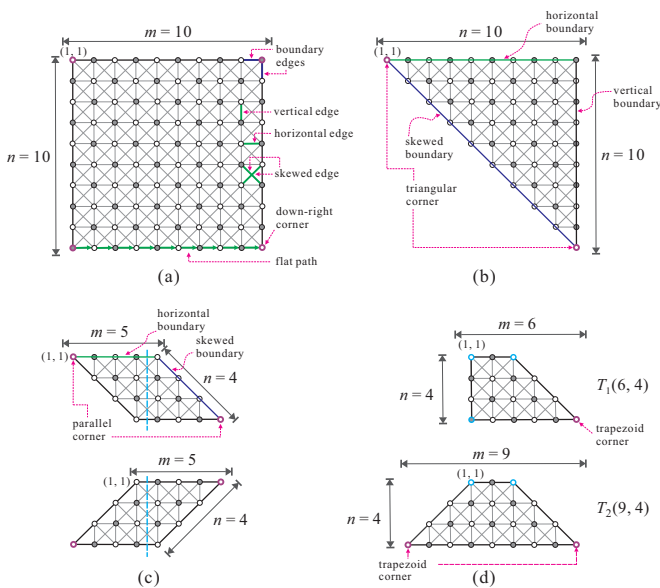 m = 10
(1, 1)
boundary
edges
vertical edge
horizontal edge
skewed edge
down-right
corner
flat path
n = 10
(a)
horizontal
boundary
n = 10
(1, 1)
vertical
boundary
skewed
boundary
n = 10
triangular
corner
(b)
horizontal
boundary
m = 5
skewed
boundary
(1, 1)
n = 4
parallel
corner
m = 5
(1, 1)
n = 4
(c)
m = 6
(1, 1)
n = 4
T₁(6, 4)
trapezoid
corner
m = 9
(1, 1)
n = 4
T₂(9, 4)
trapezoid
corner
(d)